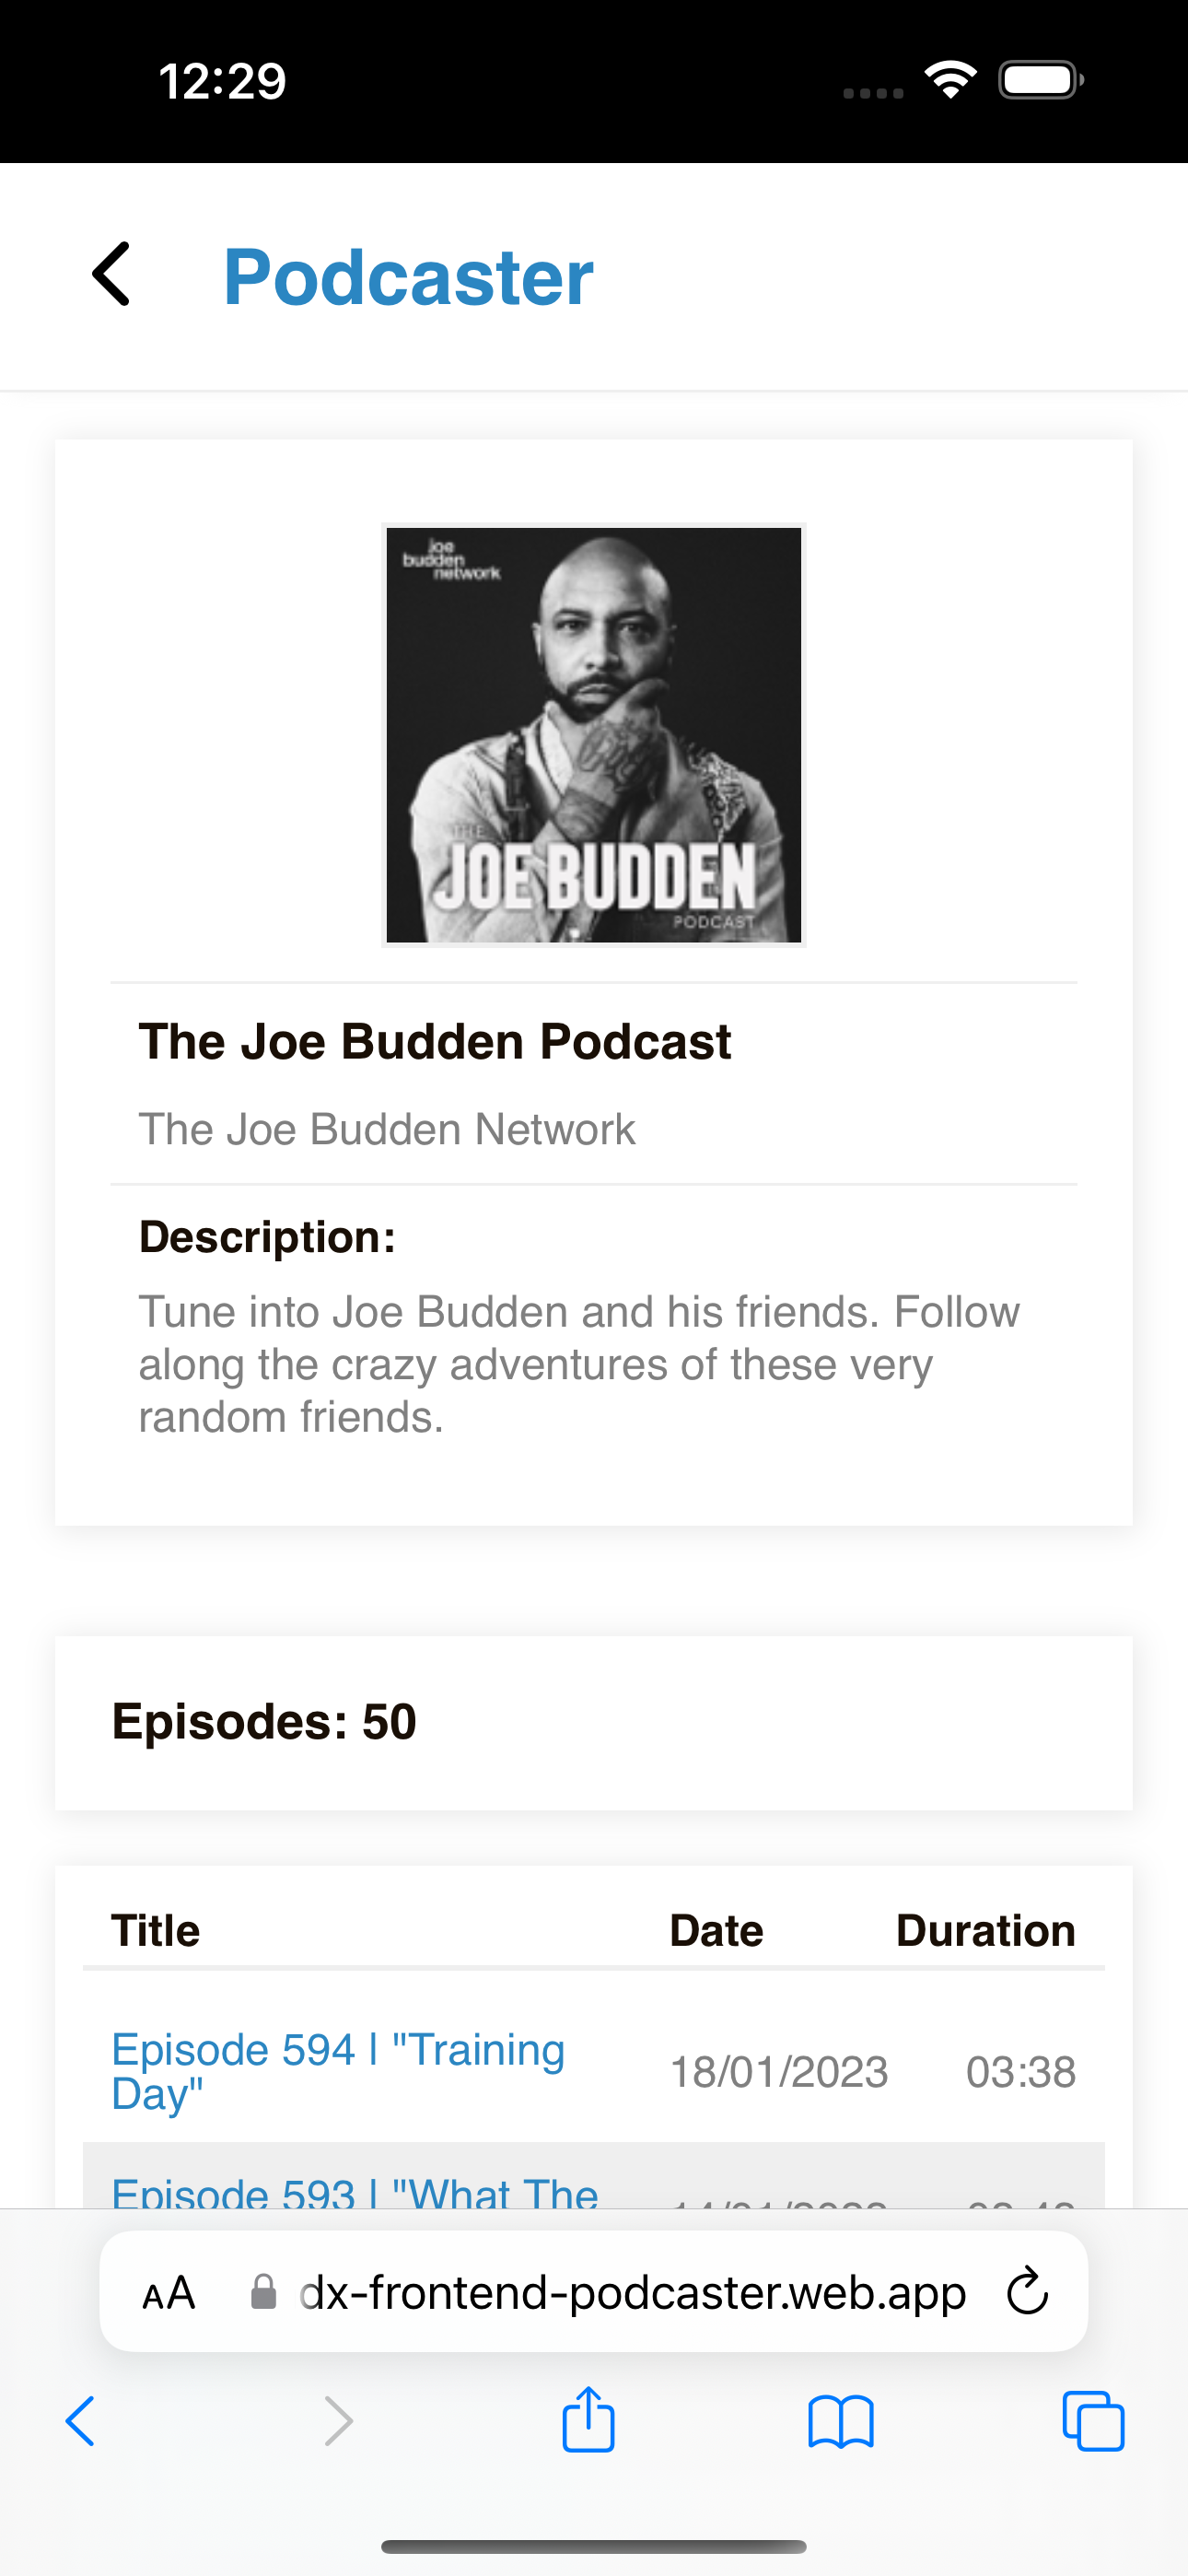 12:29
Podcaster
joe
budden
network
THE
JOE BUDDEN
PODCAST
The Joe Budden Podcast
The Joe Budden Network
Description:
Tune into Joe Budden and his friends. Follow
along the crazy adventures of these very
random friends.
Episodes: 50
Title Date Duration
Episode 594 | "Training
Day"
18/01/2023 03:38
Episode 593 | "What The
AA dx-frontend-podcaster.web.app